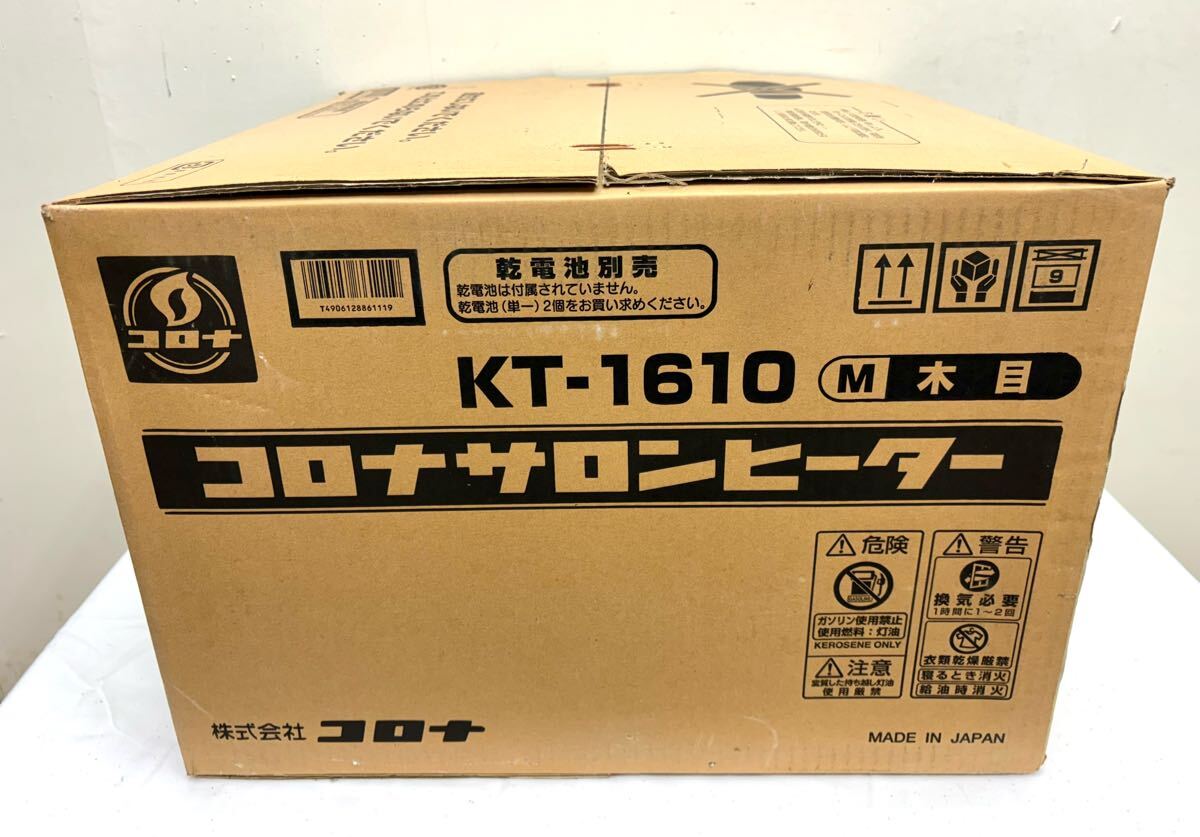 コロナ
T4906128861119
乾電池別売
乾電池は付属されていません。
乾電池(単一)2個をお買い求めください。
9
KT-1610 M 木目
コロナサロンヒーター
危険
ガソリン使用禁止
使用燃料:灯油
KEROSENE ONLY
注意
変質した持ち越し灯油
使用厳禁
警告
換気必要
1時間に1~2回
衣類乾燥厳禁
寝るとき消火
給油時消火
株式会社 コロナ
MADE IN JAPAN